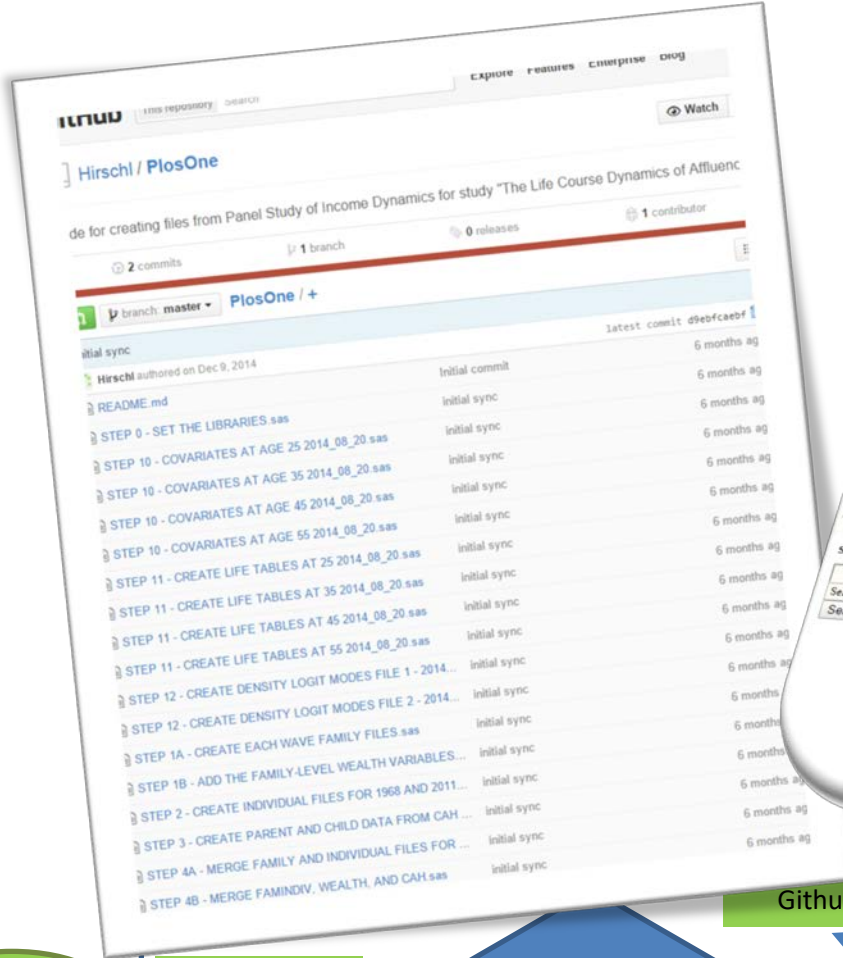 This repository Search
Explore Features Enterprise Blog
Watch
Hirschl / PlosOne
de for creating files from Panel Study of Income Dynamics for study "The Life Course Dynamics of Affluenc
2 commits
1 branch
0 releases
1 contributor
branch: master
PlosOne / +
itial sync
Hirschl authored on Dec 9, 2014
latest commit d9ebfcaebf
README.md Initial commit 6 months ag
STEP 0 - SET THE LIBRARIES.sas initial sync 6 months ag
STEP 10 - COVARIATES AT AGE 25 2014_08_20.sas initial sync 6 months ag
STEP 10 - COVARIATES AT AGE 35 2014_08_20.sas initial sync 6 months ag
STEP 10 - COVARIATES AT AGE 45 2014_08_20.sas initial sync 6 months ag
STEP 10 - COVARIATES AT AGE 55 2014_08_20.sas initial sync 6 months ag
STEP 11 - CREATE LIFE TABLES AT 25 2014_08_20.sas initial sync 6 months ag
STEP 11 - CREATE LIFE TABLES AT 35 2014_08_20.sas initial sync 6 months ag
STEP 11 - CREATE LIFE TABLES AT 45 2014_08_20.sas initial sync 6 months ag
STEP 11 - CREATE LIFE TABLES AT 55 2014_08_20.sas initial sync 6 months ag
STEP 12 - CREATE DENSITY LOGIT MODES FILE 1 - 2014... initial sync 6 months ag
STEP 12 - CREATE DENSITY LOGIT MODES FILE 2 - 2014... initial sync 6 months ag
STEP 1A - CREATE EACH WAVE FAMILY FILES.sas initial sync 6 months
STEP 1B - ADD THE FAMILY-LEVEL WEALTH VARIABLES... initial sync 6 months
STEP 2 - CREATE INDIVIDUAL FILES FOR 1968 AND 2011... initial sync 6 months
STEP 3 - CREATE PARENT AND CHILD DATA FROM CAH ... initial sync 6 months ag
STEP 4A - MERGE FAMILY AND INDIVIDUAL FILES FOR ... initial sync 6 months ag
STEP 4B - MERGE FAMINDIV, WEALTH, AND CAH.sas initial sync 6 months ag
Githu